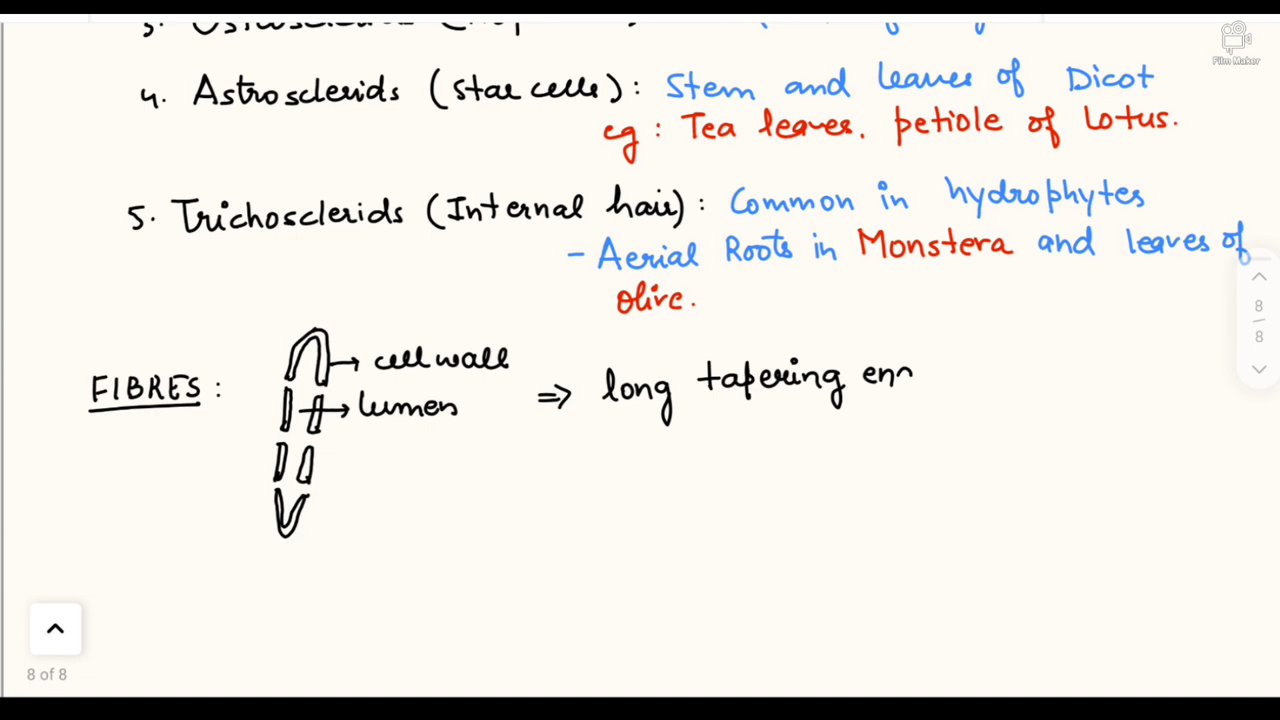 3.
4. Astrosclerids (star cells) : Stem and leaves of Dicot
eg : Tea leaves, petiole of Lotus.
5. Trichosclerids (Internal hair) : Common in hydrophytes
- Aerial Roots in Monstera and leaves of
olive.
FIBRES :
cell wall
lumen
⇒ long tapering en
8
8
8 of 8
Film Maker